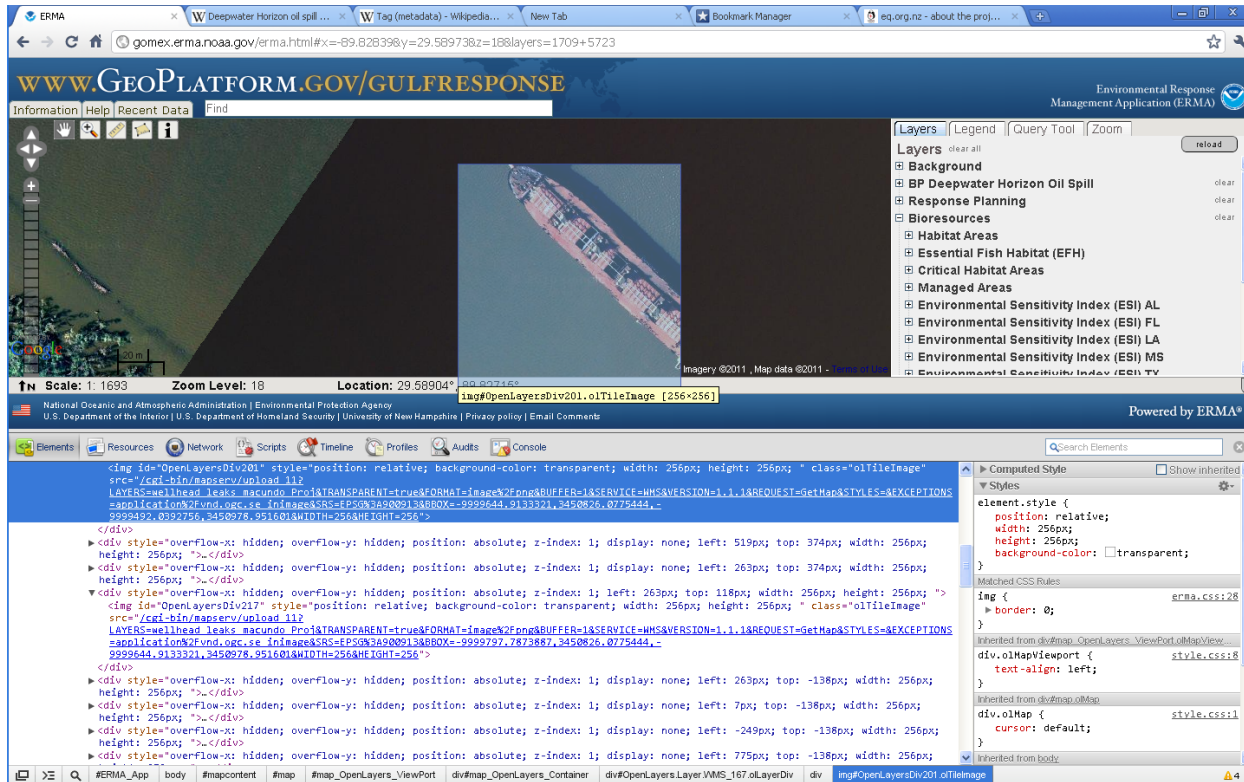 ERMA
Deepwater Horizon oil spill ...
Tag (metadata) - Wikipedia...
New Tab
Bookmark Manager
eq.org.nz - about the proj...
gomex.erma.noaa.gov/erma.html#x=-89.82839&y=29.58973&z=18&layers=1709+5723
www.GeoPlatform.gov/gulfresponse
Environmental Response
Management Application (ERMA)
Information Help Recent Data Find
Layers Legend Query Tool Zoom
Layers clear all reload
Background
BP Deepwater Horizon Oil Spill clear
Response Planning clear
Bioresources clear
Habitat Areas
Essential Fish Habitat (EFH)
Critical Habitat Areas
Managed Areas
Environmental Sensitivity Index (ESI) AL
Environmental Sensitivity Index (ESI) FL
Environmental Sensitivity Index (ESI) LA
Environmental Sensitivity Index (ESI) MS
Environmental Sensitivity Index (ESI) TX
Google
20 m
Imagery ©2011 , Map data ©2011 - Terms of Use
N Scale: 1: 1693 Zoom Level: 18 Location: 29.58904°, -89.82715°
img#OpenLayersDiv201.olTileImage [256×256]
National Oceanic and Atmospheric Administration | Environmental Protection Agency
U.S. Department of the Interior | U.S. Department of Homeland Security | University of New Hampshire | Privacy policy | Email Comments
Powered by ERMA®
Elements Resources Network Scripts Timeline Profiles Audits Console Search Elements
<img id="OpenLayersDiv201" style="position: relative; background-color: transparent; width: 256px; height: 256px; " class="olTileImage"
src="/cgi-bin/mapserv/upload_11?
LAYERS=wellhead_leaks_macundo_Proj&TRANSPARENT=true&FORMAT=image%2Fpng&BUFFER=1&SERVICE=WMS&VERSION=1.1.1&REQUEST=GetMap&STYLES=&EXCEPTIONS
=application%2Fvnd.ogc.se_inimage&SRS=EPSG%3A900913&BBOX=-9999644.9133321,3450826.0775444,-
9999492.0392756,3450978.951601&WIDTH=256&HEIGHT=256">
</div>
▶<div style="overflow-x: hidden; overflow-y: hidden; position: absolute; z-index: 1; display: none; left: 519px; top: 374px; width: 256px;
height: 256px; ">…</div>
▶<div style="overflow-x: hidden; overflow-y: hidden; position: absolute; z-index: 1; display: none; left: 263px; top: 374px; width: 256px;
height: 256px; ">…</div>
▼<div style="overflow-x: hidden; overflow-y: hidden; position: absolute; z-index: 1; left: 263px; top: 118px; width: 256px; height: 256px; ">
<img id="OpenLayersDiv217" style="position: relative; background-color: transparent; width: 256px; height: 256px; " class="olTileImage"
src="/cgi-bin/mapserv/upload_11?
LAYERS=wellhead_leaks_macundo_Proj&TRANSPARENT=true&FORMAT=image%2Fpng&BUFFER=1&SERVICE=WMS&VERSION=1.1.1&REQUEST=GetMap&STYLES=&EXCEPTIONS
=application%2Fvnd.ogc.se_inimage&SRS=EPSG%3A900913&BBOX=-9999797.7873887,3450826.0775444,-
9999644.9133321,3450978.951601&WIDTH=256&HEIGHT=256">
</div>
▶<div style="overflow-x: hidden; overflow-y: hidden; position: absolute; z-index: 1; display: none; left: 263px; top: -138px; width: 256px;
height: 256px; ">…</div>
▶<div style="overflow-x: hidden; overflow-y: hidden; position: absolute; z-index: 1; display: none; left: 7px; top: -138px; width: 256px;
height: 256px; ">…</div>
▶<div style="overflow-x: hidden; overflow-y: hidden; position: absolute; z-index: 1; display: none; left: -249px; top: -138px; width: 256px;
height: 256px; ">…</div>
▶<div style="overflow-x: hidden; overflow-y: hidden; position: absolute; z-index: 1; display: none; left: 775px; top: -138px; width: 256px;
▶ Computed Style Show inherited
▼ Styles
element.style {
position: relative;
width: 256px;
height: 256px;
background-color: transparent;
}
Matched CSS Rules
img { erma.css:28
▶ border: 0;
}
Inherited from div#map_OpenLayers_ViewPort.olMapView...
div.olMapViewport { style.css:8
text-align: left;
}
Inherited from div#map.olMap
div.olMap { style.css:1
cursor: default;
}
Inherited from body
#ERMA_App body #mapcontent #map #map_OpenLayers_ViewPort div#map_OpenLayers_Container div#OpenLayers.Layer.WMS_167.olLayerDiv div img#OpenLayersDiv201.olTileImage 4